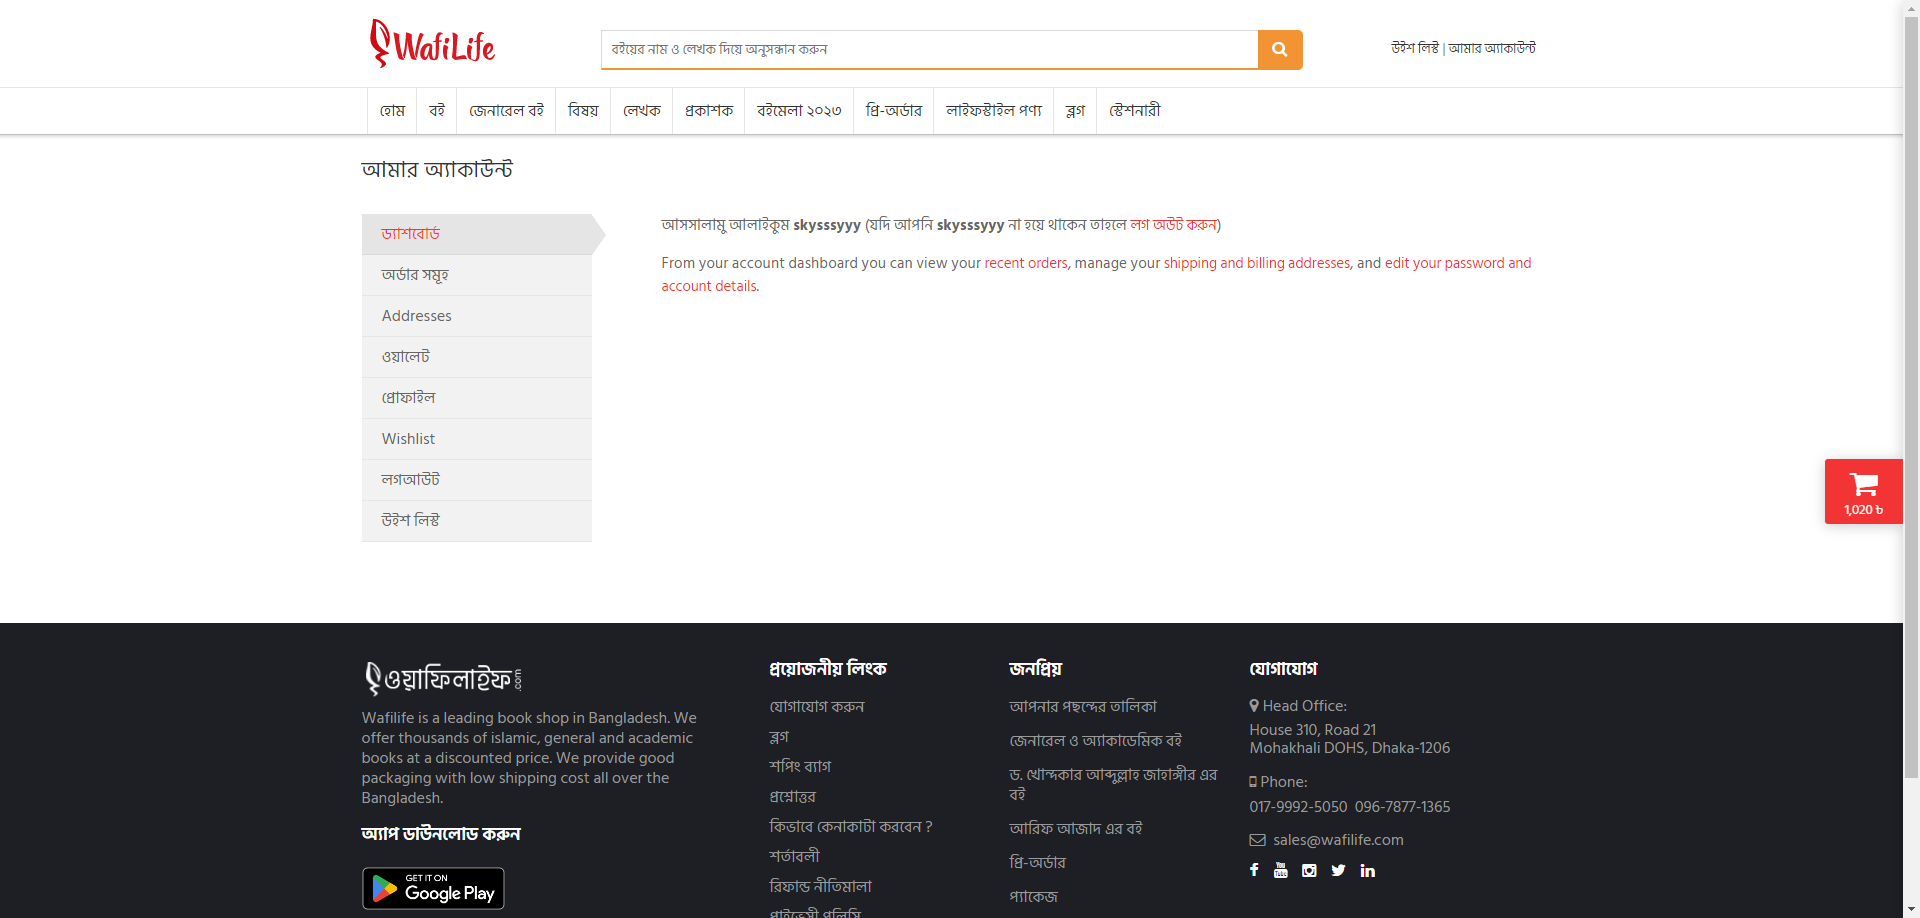 WafiLife
বইয়ের নাম ও লেখক দিয়ে অনুসন্ধান করুন
উইশ লিস্ট | আমার অ্যাকাউন্ট
হোম
বই
জেনারেল বই
বিষয়
লেখক
প্রকাশক
বইমেলা ২০২৩
প্রি-অর্ডার
লাইফস্টাইল পণ্য
ব্লগ
স্টেশনারী
আমার অ্যাকাউন্ট
ড্যাশবোর্ড
অর্ডার সমূহ
Addresses
ওয়ালেট
প্রোফাইল
Wishlist
লগআউট
উইশ লিস্ট
আসসালামু আলাইকুম skysssyyy (যদি আপনি skysssyyy না হয়ে থাকেন তাহলে লগ অউট করুন)
From your account dashboard you can view your recent orders, manage your shipping and billing addresses, and edit your password and
account details.
1,020 ৳
ওয়াফিলাইফ.com
Wafilife is a leading book shop in Bangladesh. We
offer thousands of islamic, general and academic
books at a discounted price. We provide good
packaging with low shipping cost all over the
Bangladesh.
অ্যাপ ডাউনলোড করুন
GET IT ON
Google Play
প্রয়োজনীয় লিংক
যোগাযোগ করুন
ব্লগ
শপিং ব্যাগ
প্রশ্নোত্তর
কিভাবে কেনাকাটা করবেন ?
শর্তাবলী
রিফান্ড নীতিমালা
প্রাইভেসী পলিসি
জনপ্রিয়
আপনার পছন্দের তালিকা
জেনারেল ও অ্যাকাডেমিক বই
ড. খোন্দকার আব্দুল্লাহ জাহাঙ্গীর এর
বই
আরিফ আজাদ এর বই
প্রি-অর্ডার
প্যাকেজ
যোগাযোগ
Head Office:
House 310, Road 21
Mohakhali DOHS, Dhaka-1206
Phone:
017-9992-5050 096-7877-1365
sales@wafilife.com